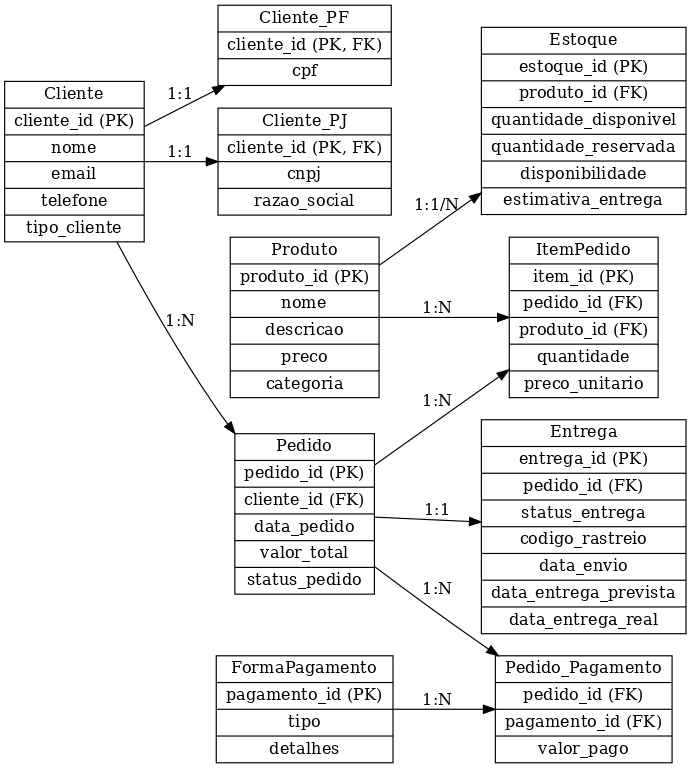 Cliente
cliente_id (PK)
nome
email
telefone
tipo_cliente
1:1
1:1
1:N
Cliente_PF
cliente_id (PK, FK)
cpf
Cliente_PJ
cliente_id (PK, FK)
cnpj
razao_social
Produto
produto_id (PK)
nome
descricao
preco
categoria
1:1/N
1:N
Pedido
pedido_id (PK)
cliente_id (FK)
data_pedido
valor_total
status_pedido
1:N
1:1
1:N
FormaPagamento
pagamento_id (PK)
tipo
detalhes
1:N
Estoque
estoque_id (PK)
produto_id (FK)
quantidade_disponivel
quantidade_reservada
disponibilidade
estimativa_entrega
ItemPedido
item_id (PK)
pedido_id (FK)
produto_id (FK)
quantidade
preco_unitario
Entrega
entrega_id (PK)
pedido_id (FK)
status_entrega
codigo_rastreio
data_envio
data_entrega_prevista
data_entrega_real
Pedido_Pagamento
pedido_id (FK)
pagamento_id (FK)
valor_pago